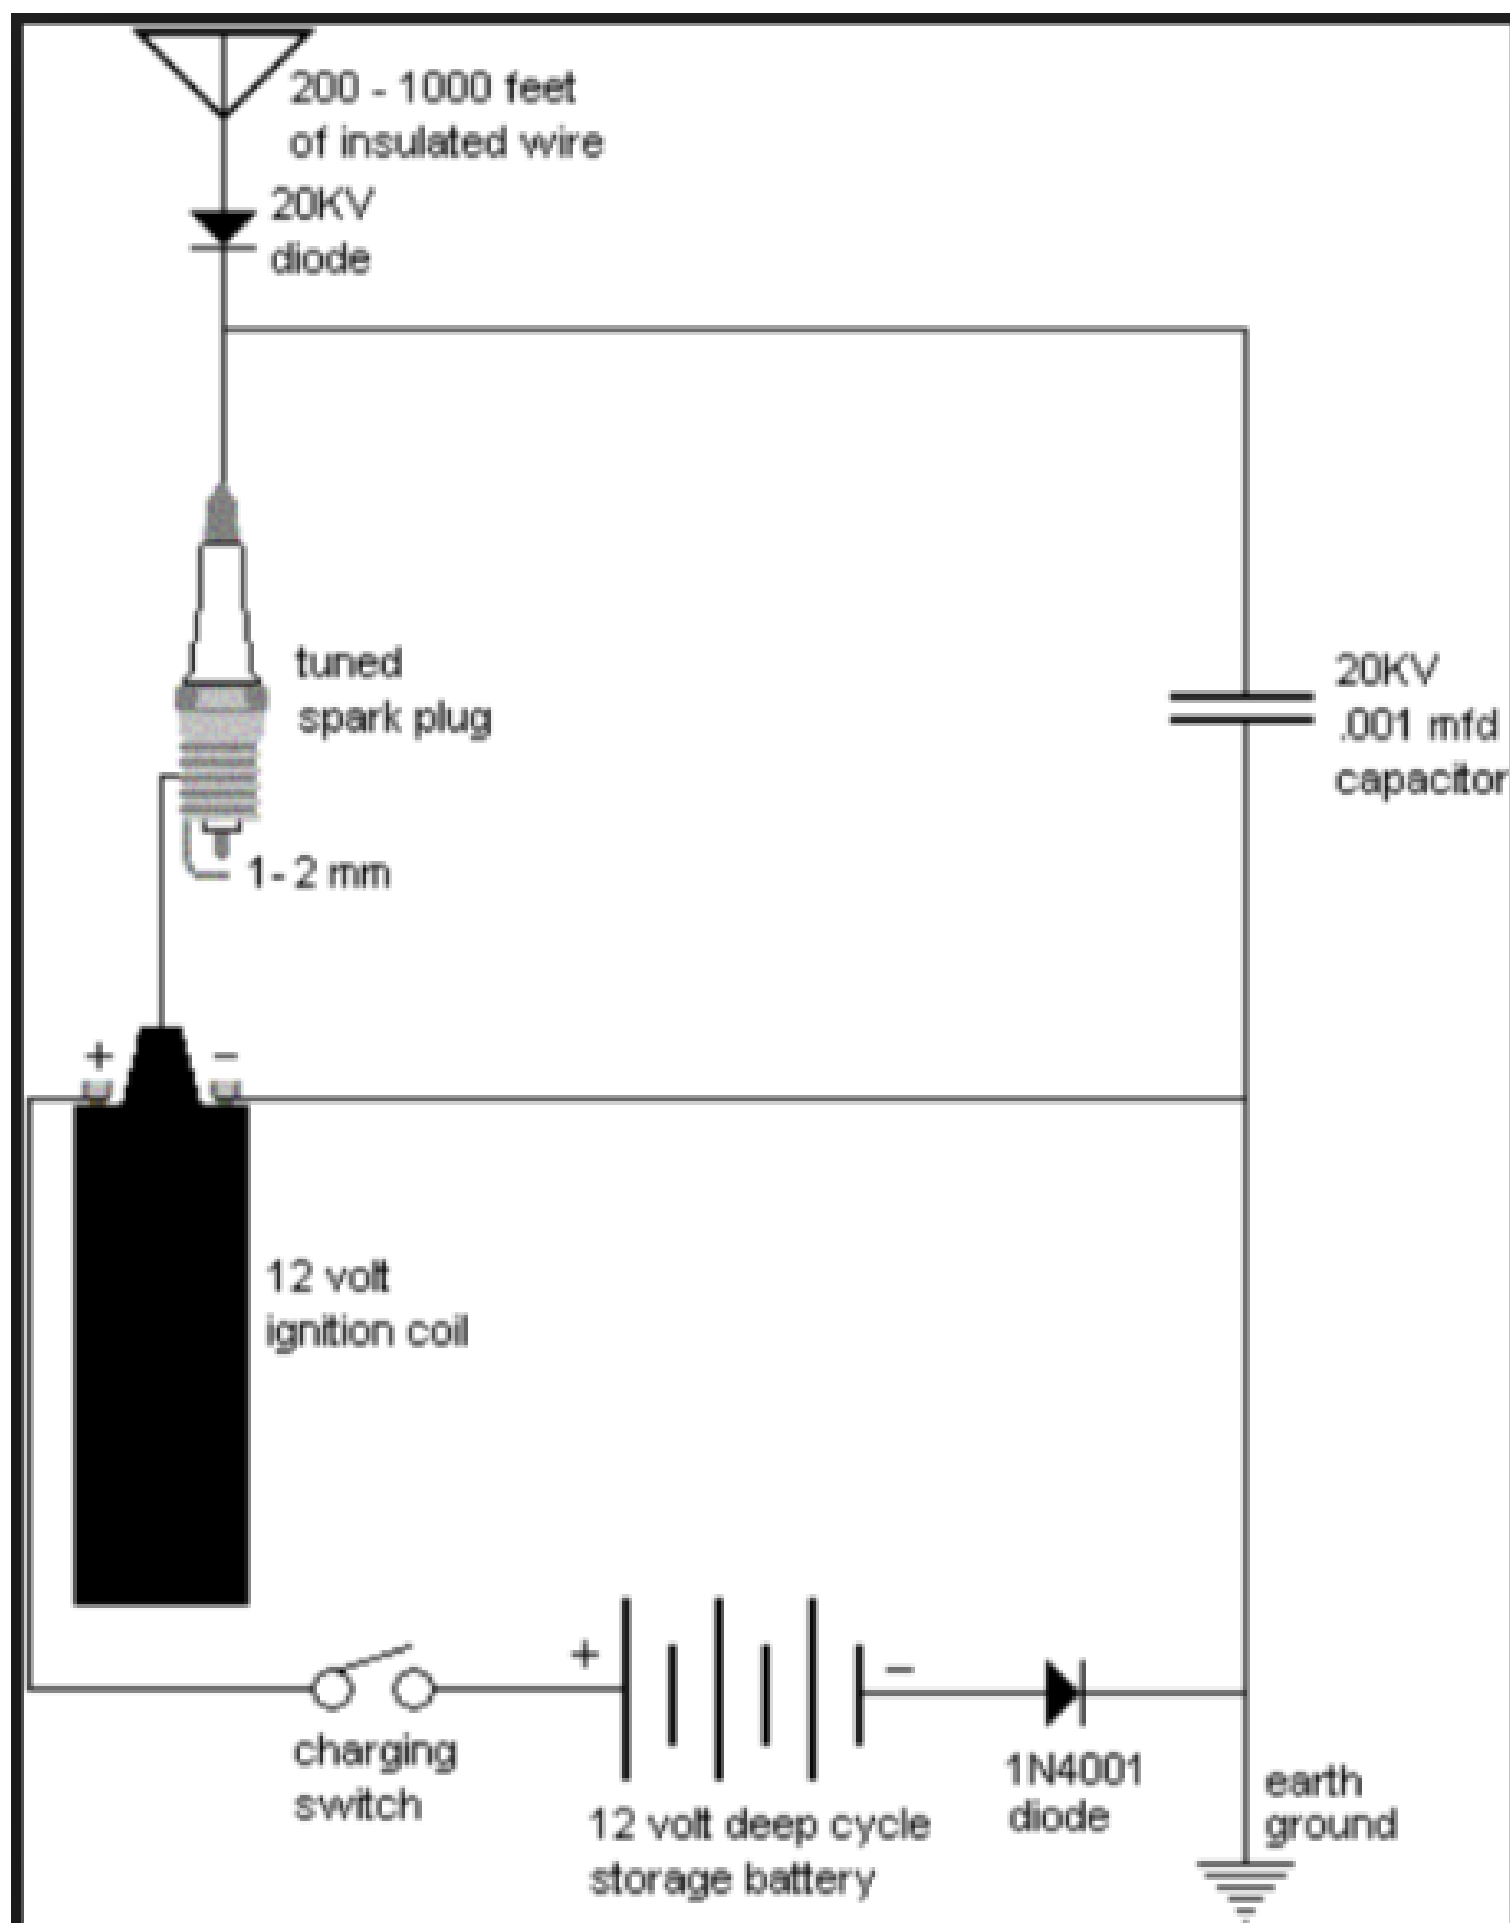 200 - 1000 feet
of insulated wire
20KV
diode
tuned
spark plug
1- 2 mm
20KV
.001 mfd
capacitor
+
−
12 volt
ignition coil
+
−
charging
switch
12 volt deep cycle
storage battery
1N4001
diode
earth
ground